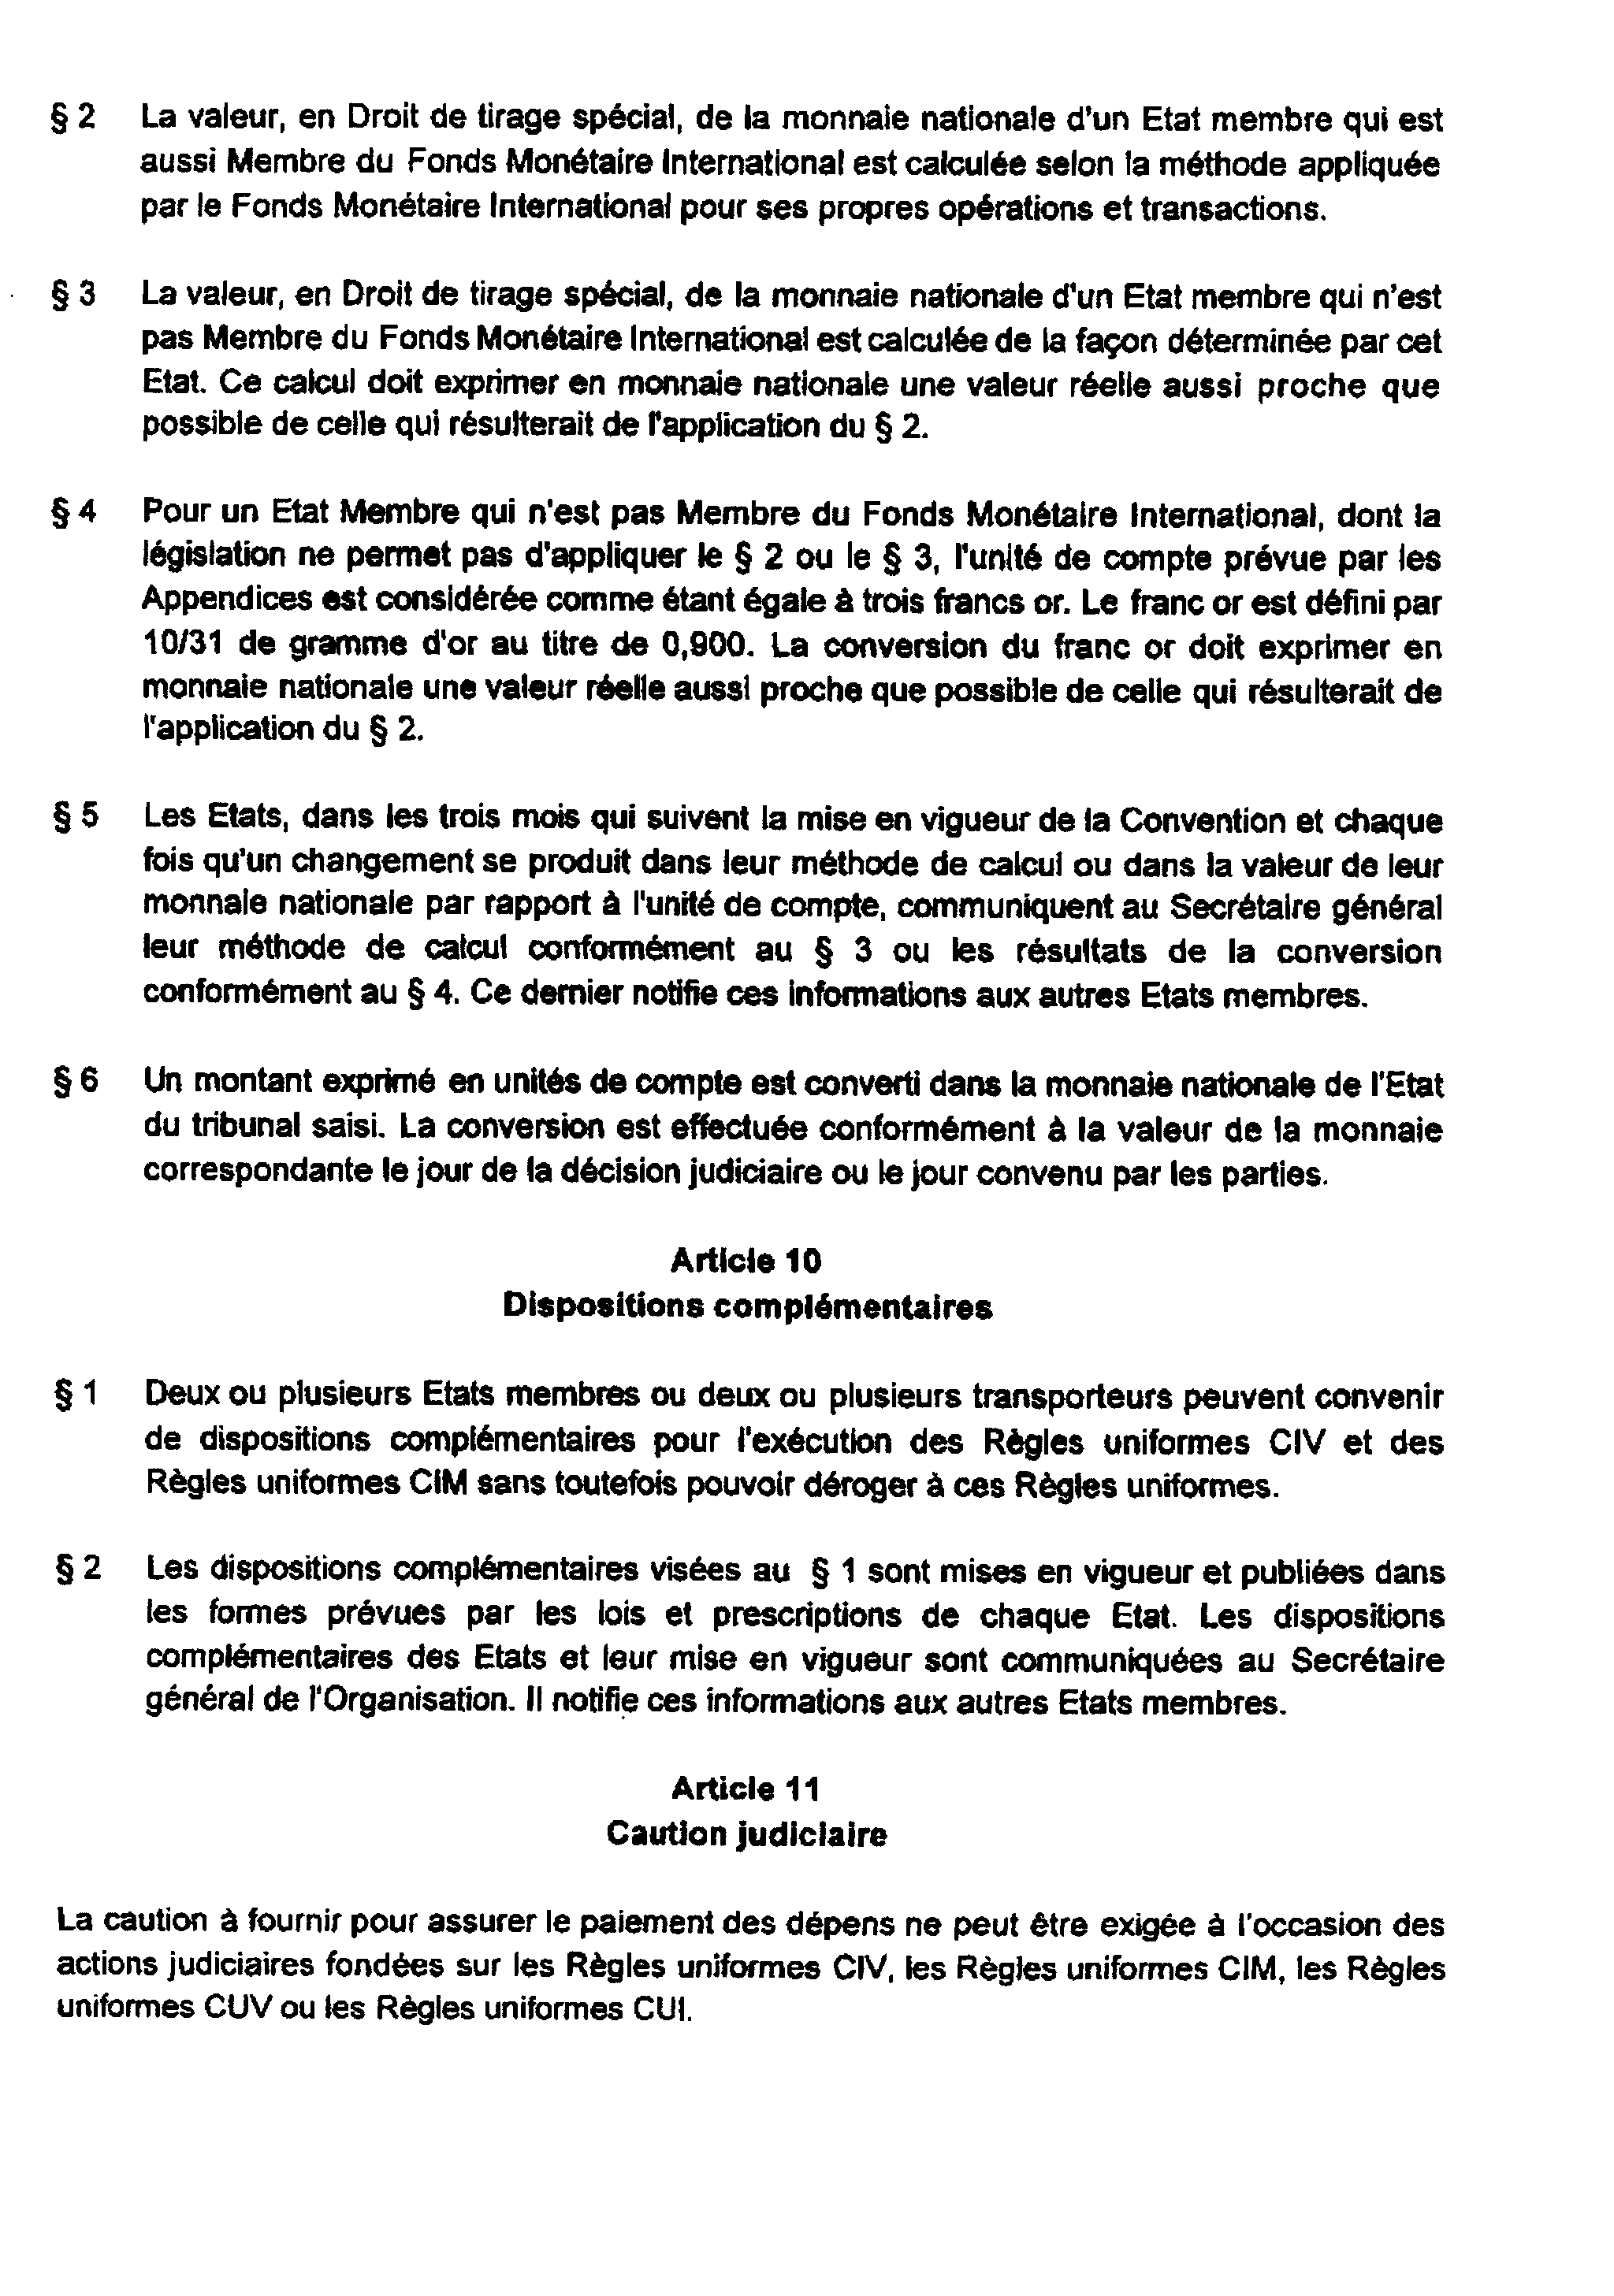 § 2 La valeur, en Droit de tirage spécial, de la monnaie nationale d'un Etat membre qui est
aussi Membre du Fonds Monétaire International est calculée selon la méthode appliquée
par le Fonds Monétaire International pour ses propres opérations et transactions.
§ 3 La valeur, en Droit de tirage spécial, de la monnaie nationale d'un Etat membre qui n'est
pas Membre du Fonds Monétaire International est calculée de la façon déterminée par cet
Etat. Ce calcul doit exprimer en monnaie nationale une valeur réelle aussi proche que
possible de celle qui résulterait de l'application du § 2.
§ 4 Pour un Etat Membre qui n'est pas Membre du Fonds Monétaire International, dont la
législation ne permet pas d'appliquer le § 2 ou le § 3, l'unité de compte prévue par les
Appendices est considérée comme étant égale à trois francs or. Le franc or est défini par
10/31 de gramme d'or au titre de 0,900. La conversion du franc or doit exprimer en
monnaie nationale une valeur réelle aussi proche que possible de celle qui résulterait de
l'application du § 2.
§ 5 Les Etats, dans les trois mois qui suivent la mise en vigueur de la Convention et chaque
fois qu'un changement se produit dans leur méthode de calcul ou dans la valeur de leur
monnaie nationale par rapport à l'unité de compte, communiquent au Secrétaire général
leur méthode de calcul conformément au § 3 ou les résultats de la conversion
conformément au § 4. Ce dernier notifie ces informations aux autres Etats membres.
§ 6 Un montant exprimé en unités de compte est converti dans la monnaie nationale de l'Etat
du tribunal saisi. La conversion est effectuée conformément à la valeur de la monnaie
correspondante le jour de la décision judiciaire ou le jour convenu par les parties.
Article 10
Dispositions complémentaires
§ 1 Deux ou plusieurs Etats membres ou deux ou plusieurs transporteurs peuvent convenir
de dispositions complémentaires pour l'exécution des Règles uniformes CIV et des
Règles uniformes CIM sans toutefois pouvoir déroger à ces Règles uniformes.
§ 2 Les dispositions complémentaires visées au § 1 sont mises en vigueur et publiées dans
les formes prévues par les lois et prescriptions de chaque Etat. Les dispositions
complémentaires des Etats et leur mise en vigueur sont communiquées au Secrétaire
général de l'Organisation. Il notifie ces informations aux autres Etats membres.
Article 11
Caution judiciaire
La caution à fournir pour assurer le paiement des dépens ne peut être exigée à l'occasion des
actions judiciaires fondées sur les Règles uniformes CIV, les Règles uniformes CIM, les Règles
uniformes CUV ou les Règles uniformes CUI.